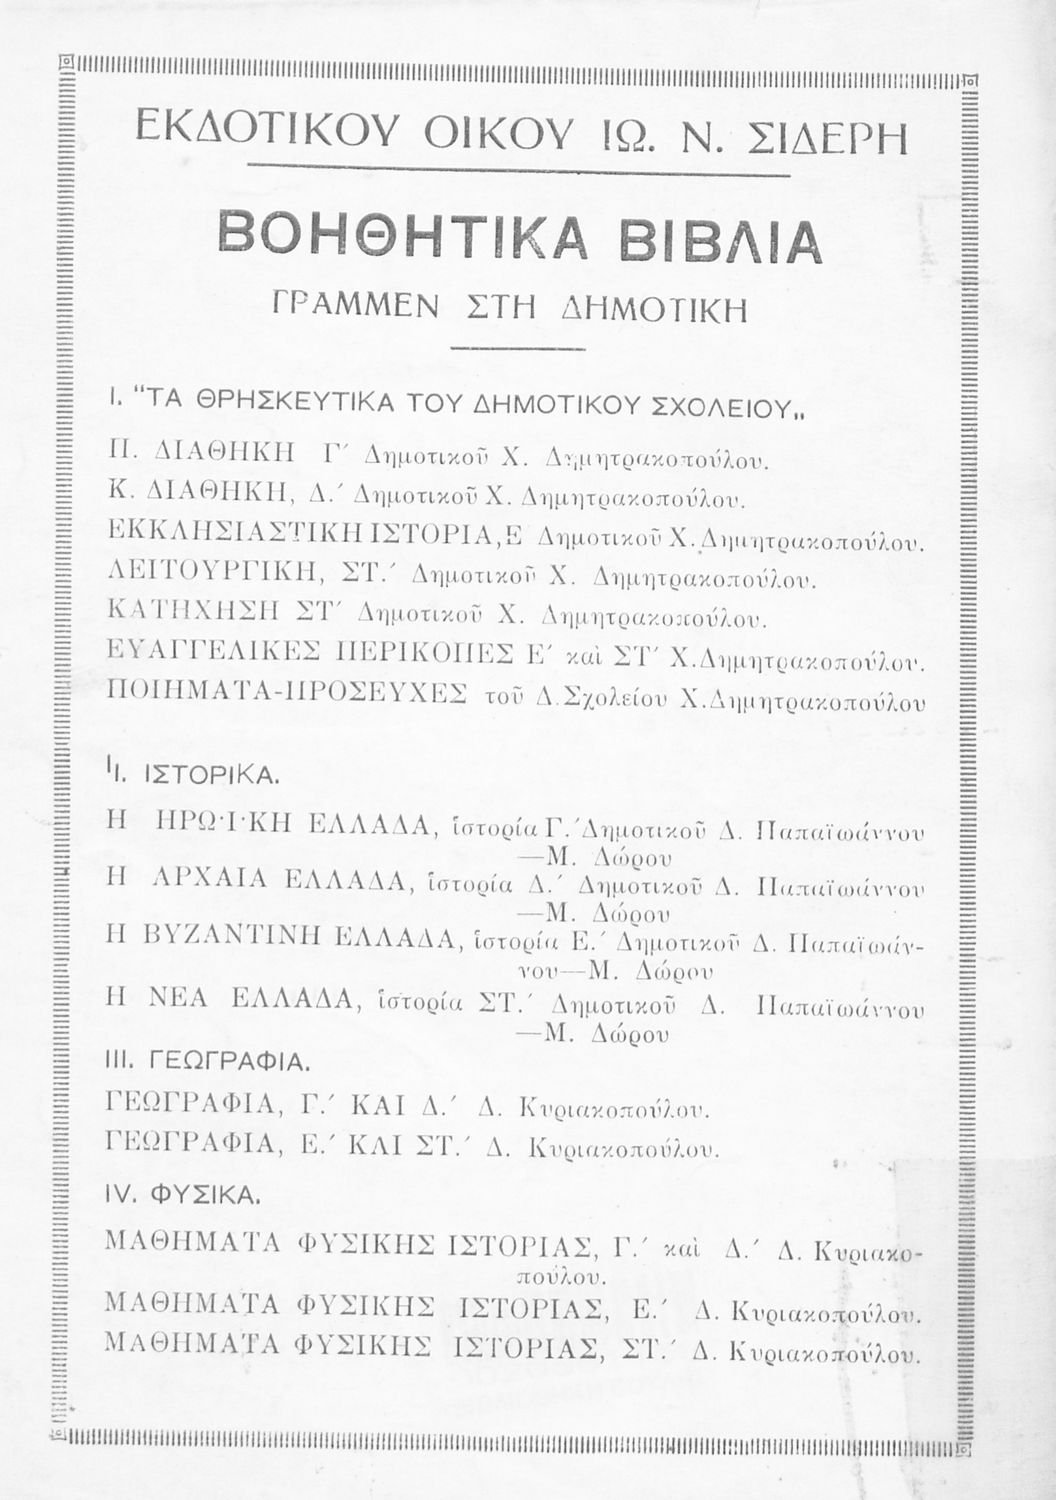 ΕΚΔΟΤΙΚΟΥ ΟΙΚΟΥ ΙΩ. Ν. ΣΙΔΕΡΗ
ΒΟΗΘΗΤΙΚΑ ΒΙΒΛΙΑ
ΓΡΑΜΜΕΝ ΣΤΗ ΔΗΜΟΤΙΚΗ
I. "ΤΑ ΘΡΗΣΚΕΥΤΙΚΑ ΤΟΥ ΔΗΜΟΤΙΚΟΥ ΣΧΟΛΕΙΟΥ„
Π. ΔΙΑΘΗΚΗ Γ΄ Δημοτικοῦ Χ. Δημητρακοπούλου.
Κ. ΔΙΑΘΗΚΗ, Δ.΄ Δημοτικοῦ Χ. Δημητρακοπούλου.
ΕΚΚΛΗΣΙΑΣΤΙΚΗ ΙΣΤΟΡΙΑ, Ε Δημοτικοῦ Χ. Δημητρακοπούλου.
ΛΕΙΤΟΥΡΓΙΚΗ, ΣΤ.΄ Δημοτικοῦ Χ. Δημητρακοπούλου.
ΚΑΤΗΧΗΣΗ ΣΤ΄ Δημοτικοῦ Χ. Δημητρακοπούλου.
ΕΥΑΓΓΕΛΙΚΕΣ ΠΕΡΙΚΟΠΕΣ Ε΄ καὶ ΣΤ΄ Χ. Δημητρακοπούλου.
ΠΟΙΗΜΑΤΑ-ΠΡΟΣΕΥΧΕΣ τοῦ Δ. Σχολείου Χ. Δημητρακοπούλου
II. ΙΣΤΟΡΙΚΑ.
Η ΗΡΩ·Ι·ΚΗ ΕΛΛΑΔΑ, ἱστορία Γ.΄ Δημοτικοῦ Δ. Παπαϊωάννου
—Μ. Δώρου
Η ΑΡΧΑΙΑ ΕΛΛΑΔΑ, ἱστορία Δ.΄ Δημοτικοῦ Δ. Παπαϊωάννου
—Μ. Δώρου
Η ΒΥΖΑΝΤΙΝΗ ΕΛΛΑΔΑ, ἱστορία Ε.΄ Δημοτικοῦ Δ. Παπαϊωάν-
νου—Μ. Δώρου
Η ΝΕΑ ΕΛΛΑΔΑ, ἱστορία ΣΤ.΄ Δημοτικοῦ Δ. Παπαϊωάννου
—Μ. Δώρου
III. ΓΕΩΓΡΑΦΙΑ.
ΓΕΩΓΡΑΦΙΑ, Γ.΄ ΚΑΙ Δ.΄ Δ. Κυριακοπούλου.
ΓΕΩΓΡΑΦΙΑ, Ε.΄ ΚΑΙ ΣΤ.΄ Δ. Κυριακοπούλου.
IV. ΦΥΣΙΚΑ.
ΜΑΘΗΜΑΤΑ ΦΥΣΙΚΗΣ ΙΣΤΟΡΙΑΣ, Γ.΄ καὶ Δ.΄ Δ. Κυριακο-
πούλου.
ΜΑΘΗΜΑΤΑ ΦΥΣΙΚΗΣ ΙΣΤΟΡΙΑΣ, Ε.΄ Δ. Κυριακοπούλου.
ΜΑΘΗΜΑΤΑ ΦΥΣΙΚΗΣ ΙΣΤΟΡΙΑΣ, ΣΤ.΄ Δ. Κυριακοπούλου.